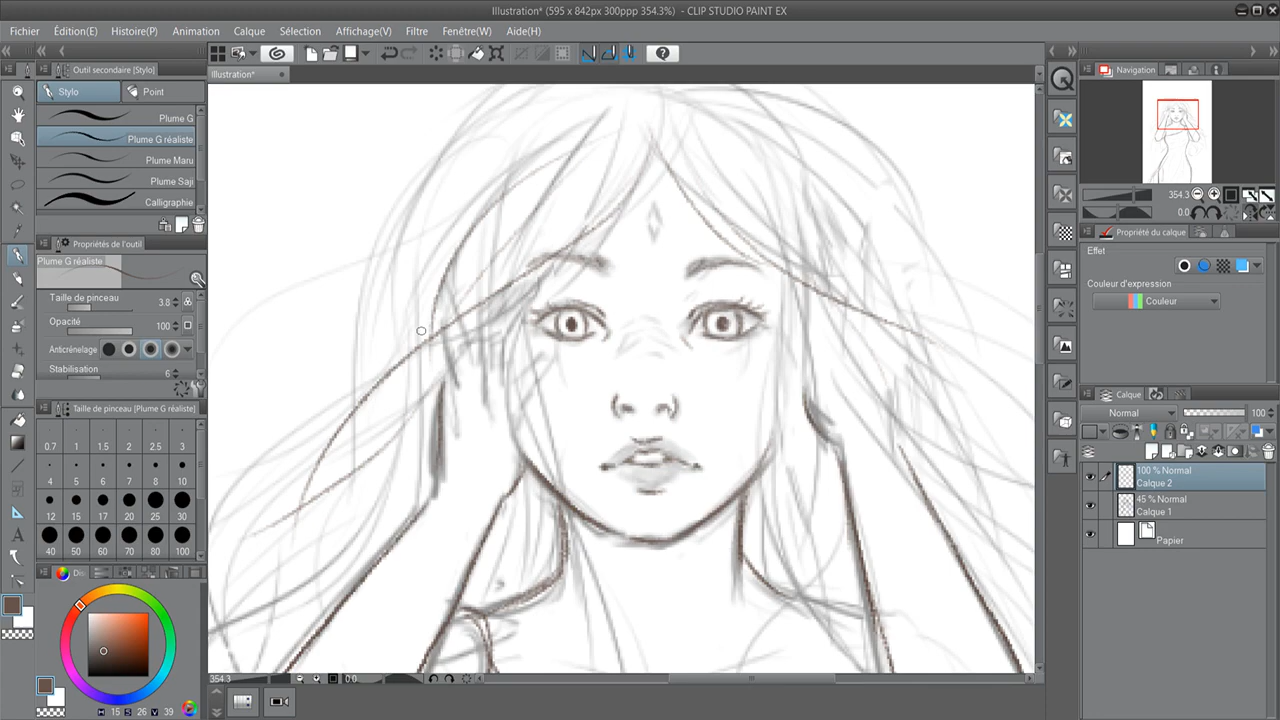 Illustration* (595 x 842px 300ppp 354.3%) - CLIP STUDIO PAINT EX
Fichier Édition(E) Histoire(P) Animation Calque Sélection Affichage(V) Filtre Fenêtre(W) Aide(H)
Outil secondaire [Stylo]
Stylo Point
Plume G
Plume G réaliste
Plume Maru
Plume Saji
Calligraphie
Propriétés de l'outil
Plume G réaliste
Taille de pinceau 3.8
Opacité 100
Anticrénelage
Stabilisation 6
Taille de pinceau [Plume G réaliste]
0.7 1 1.5 2 2.5 3
4 5 6 7 8 10
12 15 17 20 25 30
40 50 60 70 80 100
H 15 S 26 V 39
Illustration*
354.3 0.0
Navigation
354.3
0.0
Propriété du calque
Effet
Couleur d'expression
Couleur
Calque
Normal 100
100 % Normal
Calque 2
45 % Normal
Calque 1
Papier